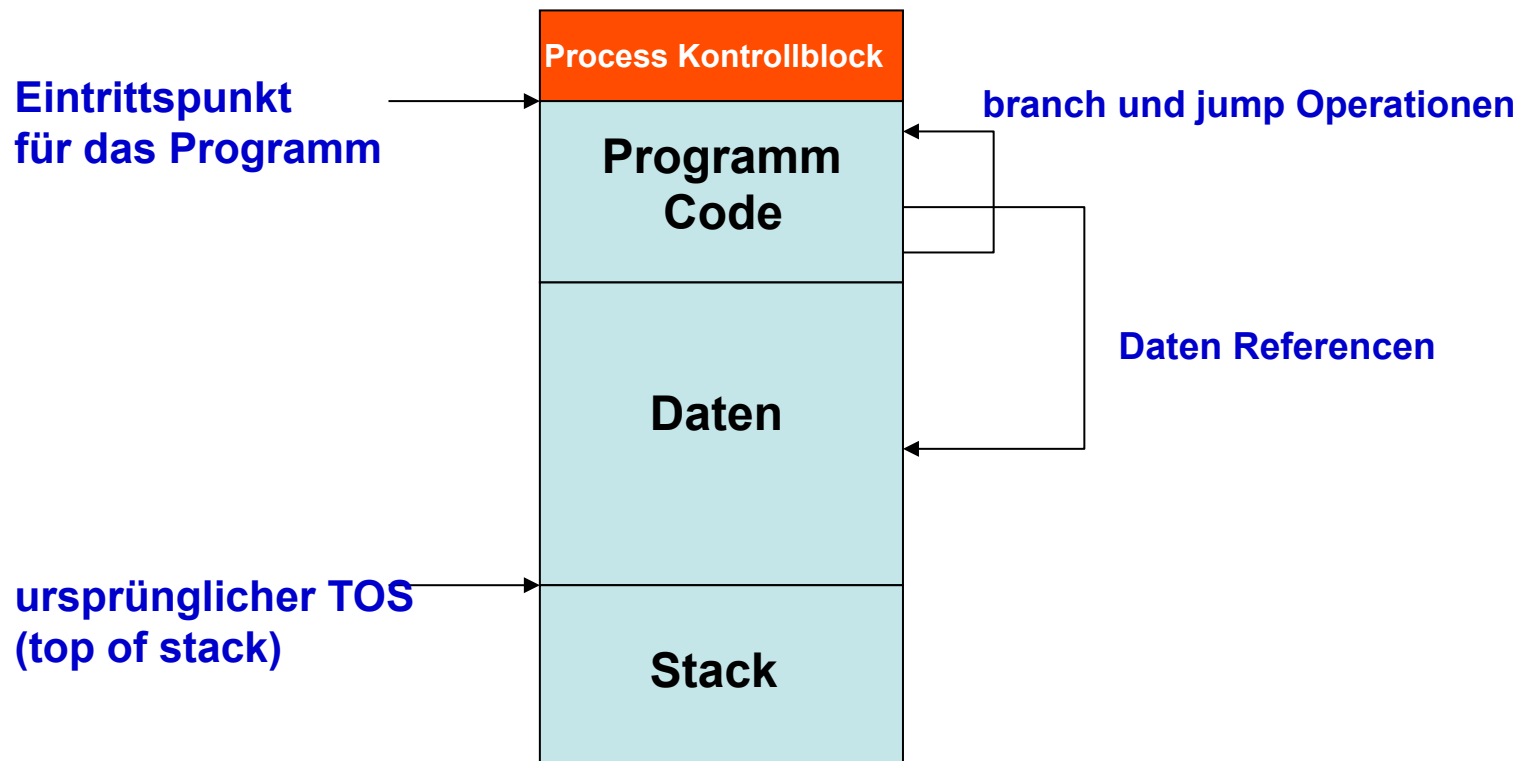 Process Kontrollblock
Eintrittspunkt
für das Programm
branch und jump Operationen
Programm
Code
Daten Referencen
Daten
ursprünglicher TOS
(top of stack)
Stack